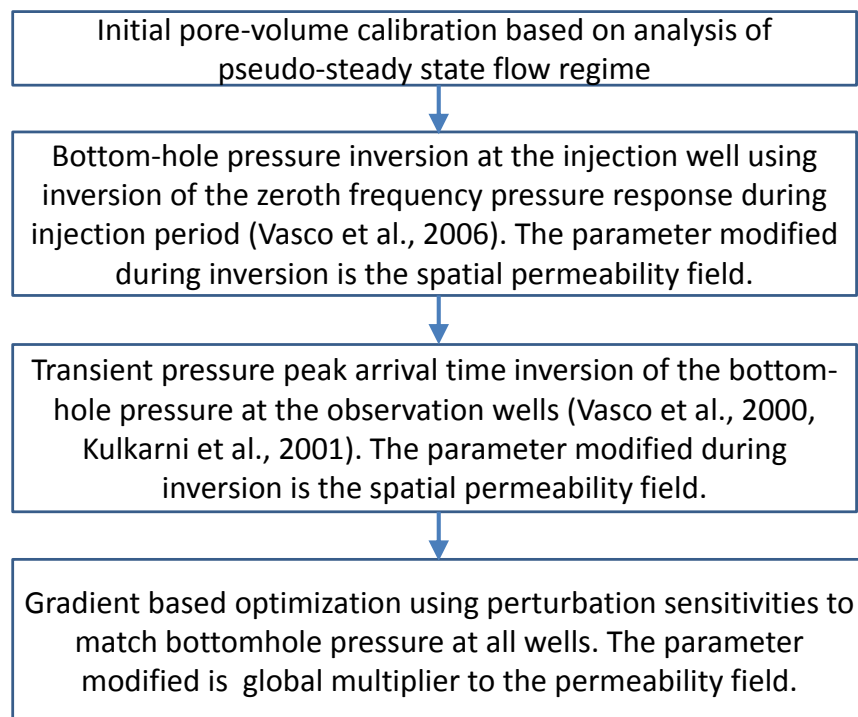 Initial pore-volume calibration based on analysis of
pseudo-steady state flow regime
Bottom-hole pressure inversion at the injection well using
inversion of the zeroth frequency pressure response during
injection period (Vasco et al., 2006). The parameter modified
during inversion is the spatial permeability field.
Transient pressure peak arrival time inversion of the bottom-
hole pressure at the observation wells (Vasco et al., 2000,
Kulkarni et al., 2001). The parameter modified during
inversion is the spatial permeability field.
Gradient based optimization using perturbation sensitivities to
match bottomhole pressure at all wells. The parameter
modified is  global multiplier to the permeability field.